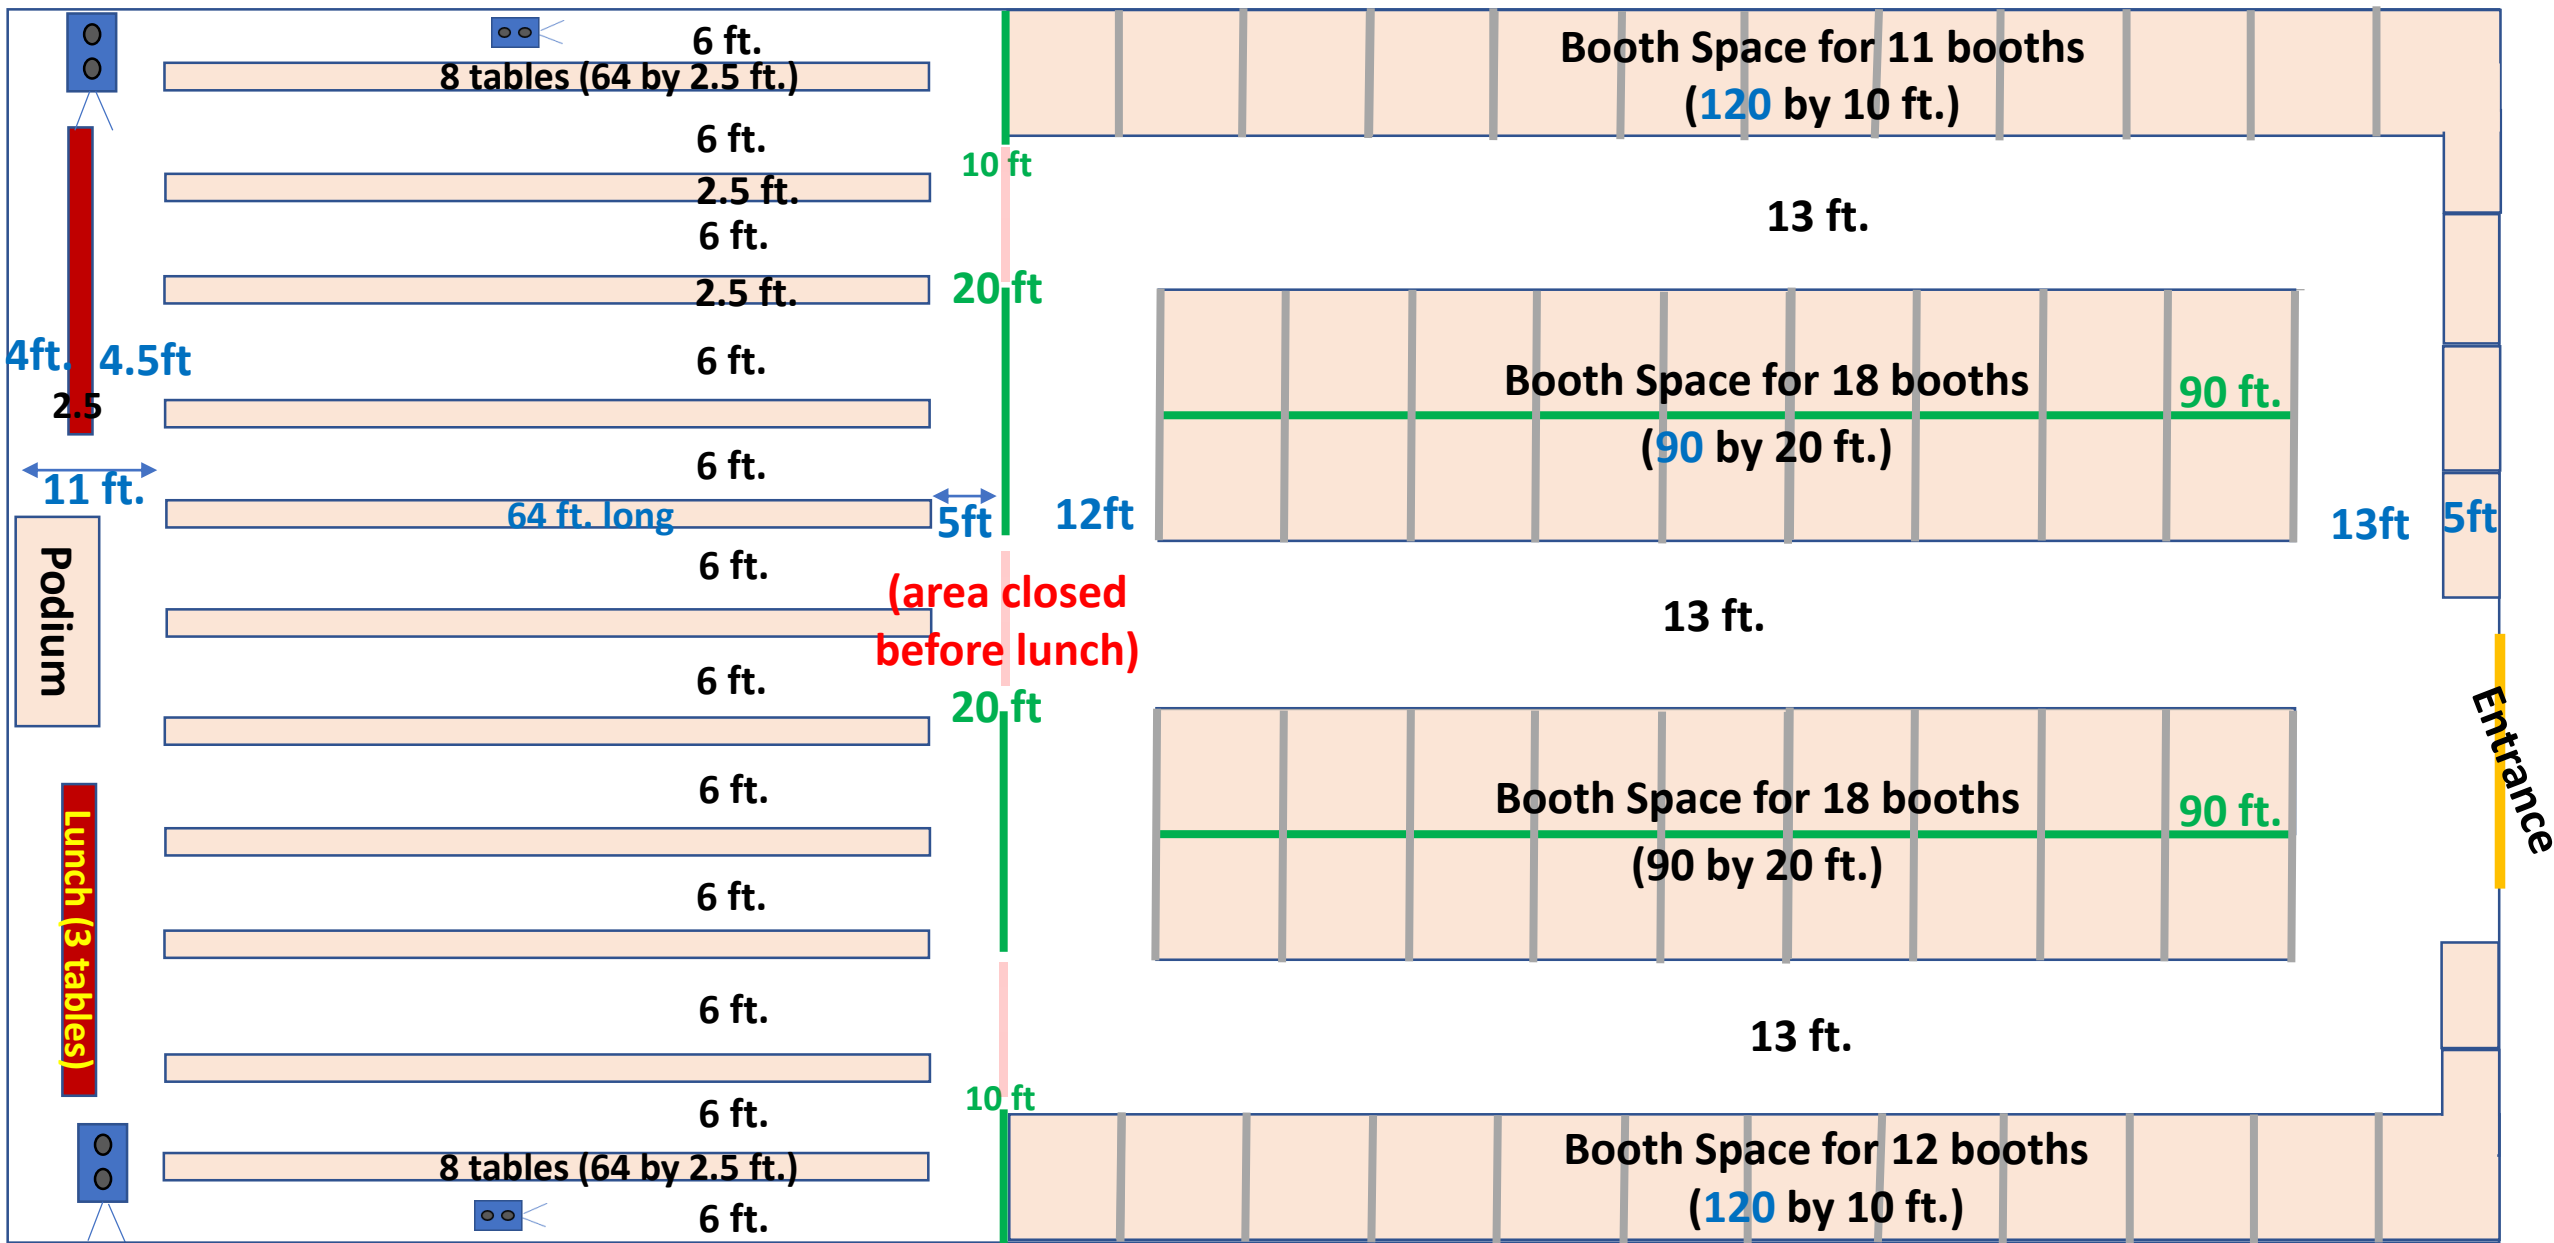 6 ft.
8 tables (64 by 2.5 ft.)
6 ft.
2.5 ft.
6 ft.
2.5 ft.
6 ft.
6 ft.
64 ft. long
6 ft.
6 ft.
6 ft.
6 ft.
6 ft.
6 ft.
8 tables (64 by 2.5 ft.)
6 ft.
4ft.
4.5ft
2.5
11 ft.
Podium
Lunch (3 tables)
10 ft
20 ft
5ft
12ft
(area closed
before lunch)
20 ft
10 ft
Booth Space for 11 booths
(120 by 10 ft.)
13 ft.
Booth Space for 18 booths
90 ft.
(90 by 20 ft.)
13ft
5ft
13 ft.
Entrance
Booth Space for 18 booths
90 ft.
(90 by 20 ft.)
13 ft.
Booth Space for 12 booths
(120 by 10 ft.)